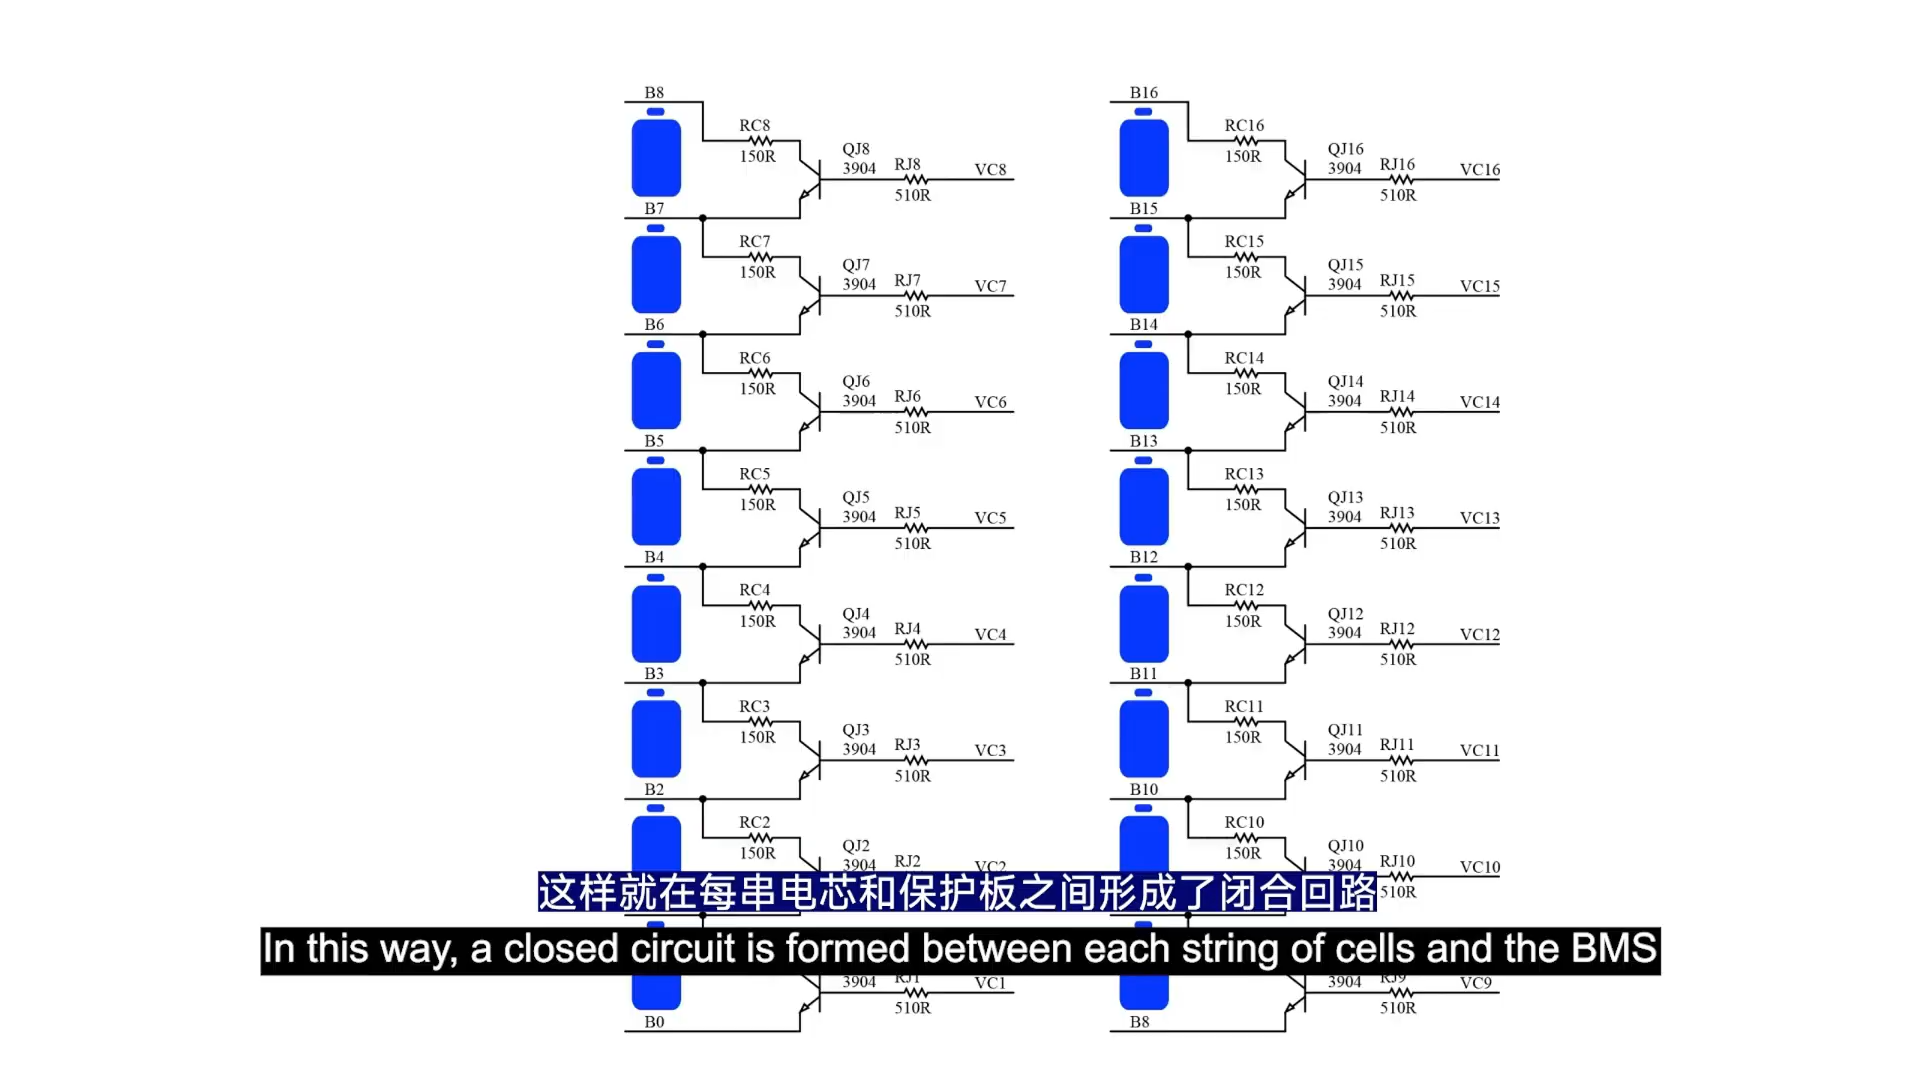 B8
RC8
150R
QJ8
3904
RJ8
510R
VC8
B7
RC7
150R
QJ7
3904
RJ7
510R
VC7
B6
RC6
150R
QJ6
3904
RJ6
510R
VC6
B5
RC5
150R
QJ5
3904
RJ5
510R
VC5
B4
RC4
150R
QJ4
3904
RJ4
510R
VC4
B3
RC3
150R
QJ3
3904
RJ3
510R
VC3
B2
RC2
150R
QJ2
3904
RJ2
VC2
3904
RJ1
510R
VC1
B0
B16
RC16
150R
QJ16
3904
RJ16
510R
VC16
B15
RC15
150R
QJ15
3904
RJ15
510R
VC15
B14
RC14
150R
QJ14
3904
RJ14
510R
VC14
B13
RC13
150R
QJ13
3904
RJ13
510R
VC13
B12
RC12
150R
QJ12
3904
RJ12
510R
VC12
B11
RC11
150R
QJ11
3904
RJ11
510R
VC11
B10
RC10
150R
QJ10
3904
RJ10
510R
VC10
3904
RJ9
510R
VC9
B8
这样就在每串电芯和保护板之间形成了闭合回路
In this way, a closed circuit is formed between each string of cells and the BMS